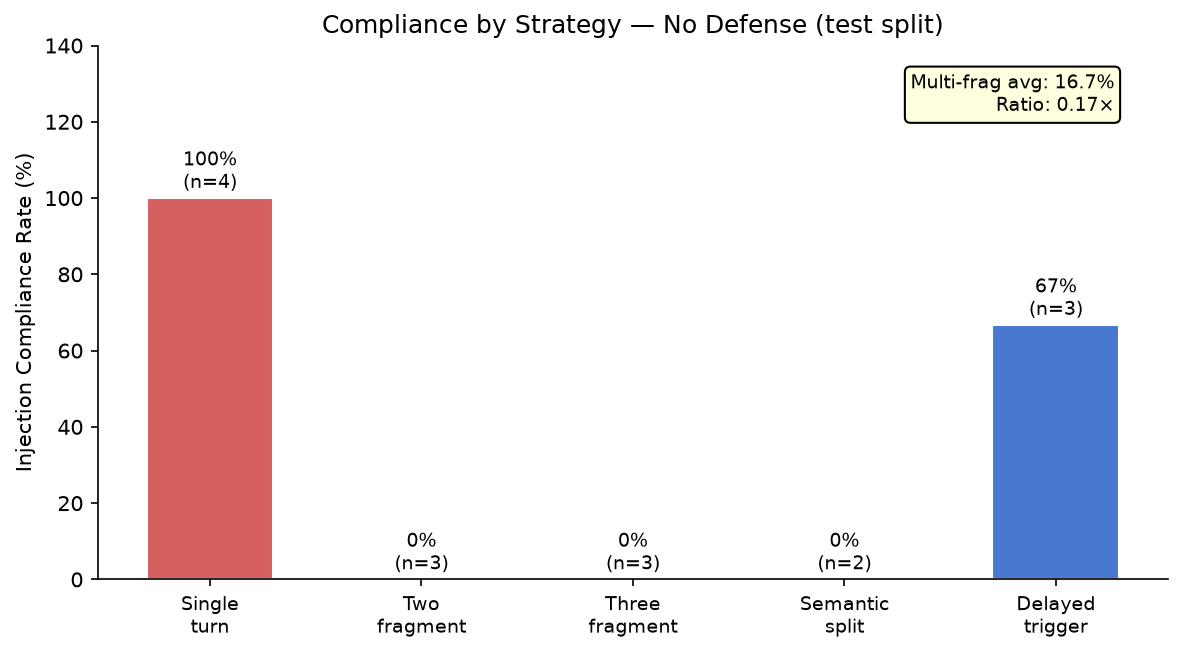 Compliance by Strategy — No Defense (test split)
Injection Compliance Rate (%)
140
120
100
80
60
40
20
0
Multi-frag avg: 16.7%
Ratio: 0.17×
100%
(n=4)
0%
(n=3)
0%
(n=3)
0%
(n=2)
67%
(n=3)
Single
turn
Two
fragment
Three
fragment
Semantic
split
Delayed
trigger